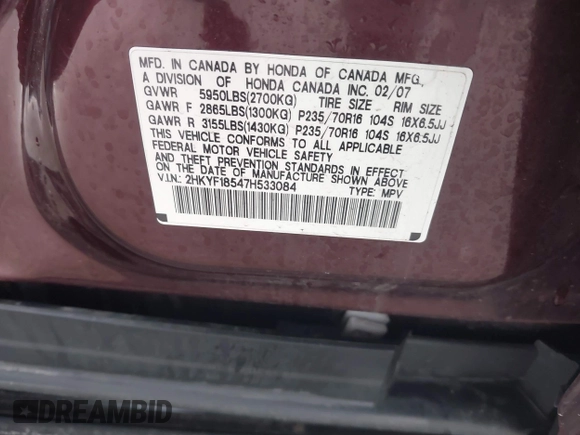 MFD. IN CANADA BY HONDA OF CANADA MFG.
A DIVISION OF HONDA CANADA INC. 02/07
GVWR 5950LBS(2700KG) TIRE SIZE RIM SIZE
GAWR F 2865LBS(1300KG) P235/70R16 104S 16X6.5JJ
GAWR R 3155LBS(1430KG) P235/70R16 104S 16X6.5JJ
THIS VEHICLE CONFORMS TO ALL APPLICABLE
FEDERAL MOTOR VEHICLE SAFETY
AND THEFT PREVENTION STANDARDS IN EFFECT
ON THE DATE OF MANUFACTURE SHOWN ABOVE
V.I.N: 2HKYF18547H533084 TYPE: MPV
DREAMBID